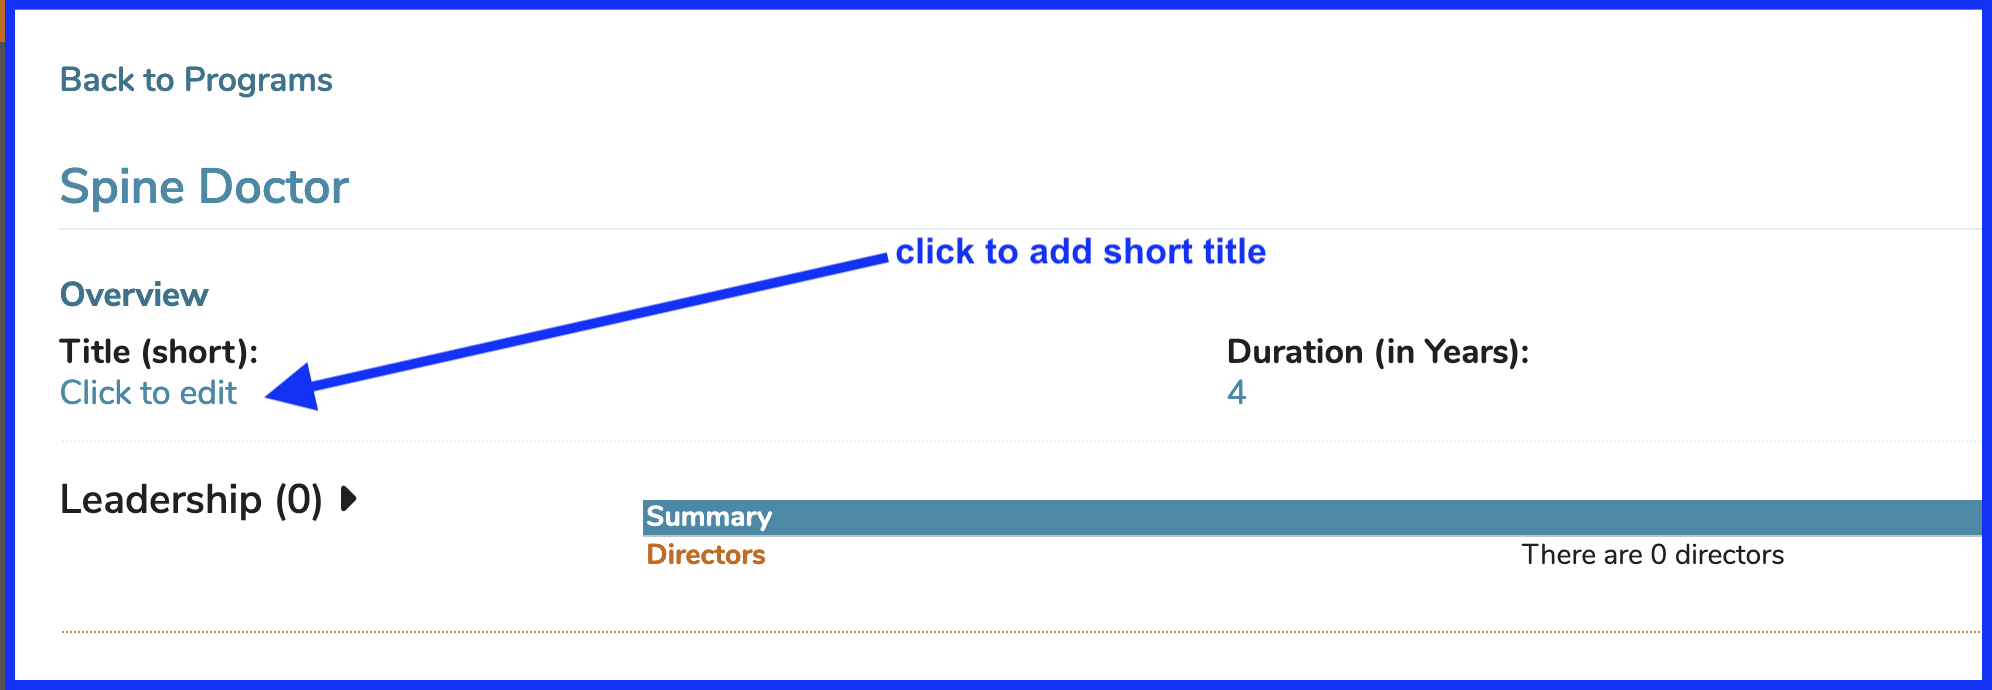 Back to Programs
Spine Doctor
click to add short title
Overview
Title (short):
Click to edit
Duration (in Years):
4
Leadership (0)
Summary
Directors
There are 0 directors